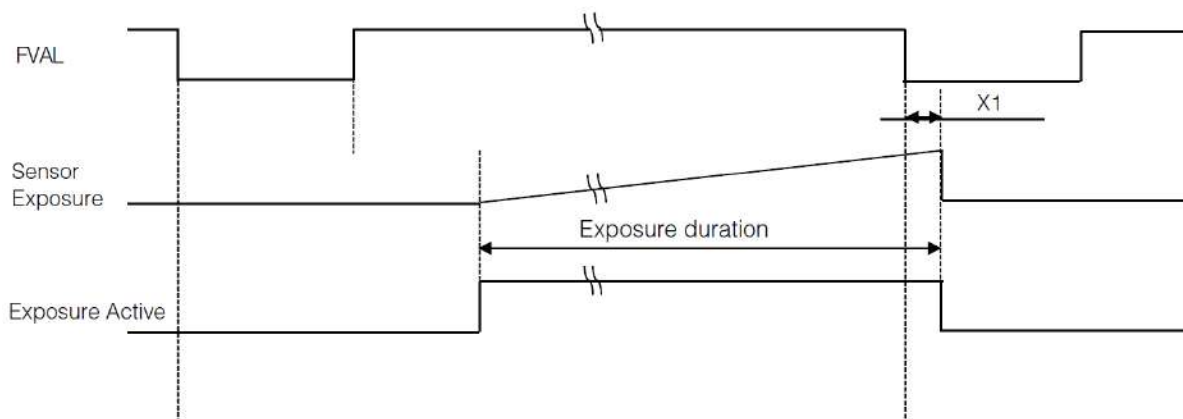 FVAL
X1
Sensor
Exposure
Exposure duration
Exposure Active